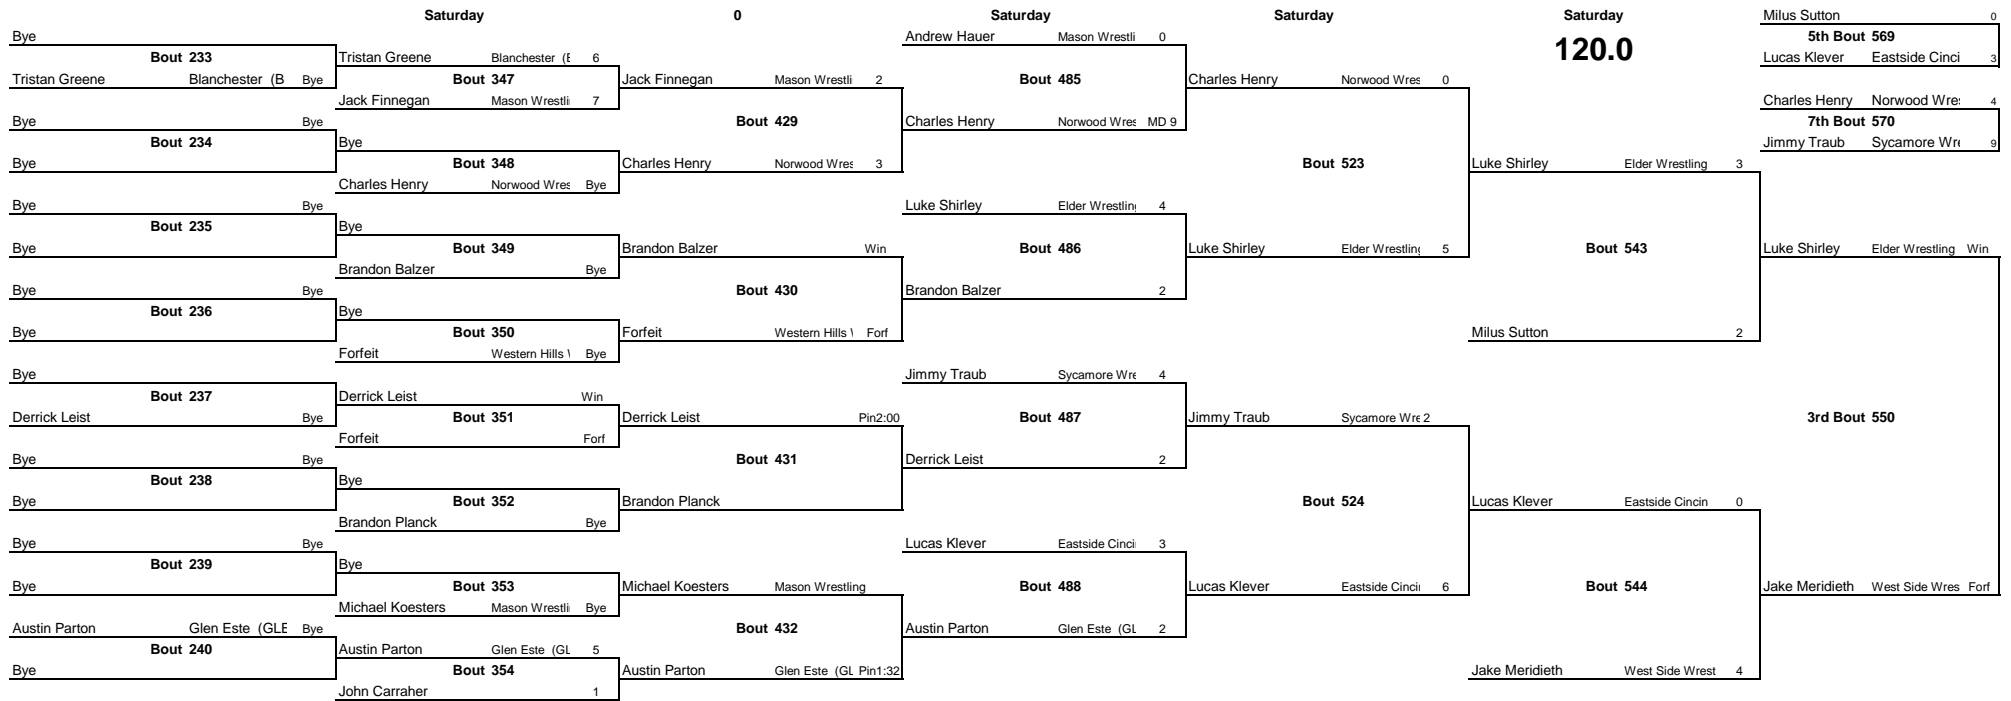 Saturday 0 Saturday Saturday Saturday Milus Sutton 0
Bye Andrew Hauer Mason Wrestli 0 120.0 5th Bout 569
Bout 233 Tristan Greene Blanchester (E 6 Lucas Klever Eastside Cinci 3
Tristan Greene Blanchester (B Bye Bout 347 Jack Finnegan Mason Wrestli 2 Bout 485 Charles Henry Norwood Wres 0
Jack Finnegan Mason Wrestli 7 Charles Henry Norwood Wres 4
Bye Bye Bout 429 Charles Henry Norwood Wres MD 9 7th Bout 570
Bout 234 Bye Jimmy Traub Sycamore Wre 9
Bye Bout 348 Charles Henry Norwood Wres 3 Bout 523 Luke Shirley Elder Wrestling 3
Charles Henry Norwood Wres Bye
Bye Bye Luke Shirley Elder Wrestling 4
Bout 235 Bye
Bye Bout 349 Brandon Balzer Win Bout 486 Luke Shirley Elder Wrestling 5 Bout 543 Luke Shirley Elder Wrestling Win
Brandon Balzer Bye
Bye Bye Bout 430 Brandon Balzer 2
Bout 236 Bye
Bye Bout 350 Forfeit Western Hills Forf Milus Sutton 2
Forfeit Western Hills Bye
Bye Jimmy Traub Sycamore Wre 4
Bout 237 Derrick Leist Win
Derrick Leist Bye Bout 351 Derrick Leist Pin2:00 Bout 487 Jimmy Traub Sycamore Wre 2 3rd Bout 550
Forfeit Forf
Bye Bye Bout 431 Derrick Leist 2
Bout 238 Bye
Bye Bout 352 Brandon Planck Bout 524 Lucas Klever Eastside Cincin 0
Brandon Planck Bye
Bye Bye Lucas Klever Eastside Cinci 3
Bout 239 Bye
Bye Bout 353 Michael Koesters Mason Wrestling Bout 488 Lucas Klever Eastside Cinci 6 Bout 544 Jake Meridieth West Side Wres Forf
Michael Koesters Mason Wrestli Bye
Austin Parton Glen Este (GLE Bye Bout 432 Austin Parton Glen Este (GL 2
Bout 240 Austin Parton Glen Este (GL 5
Bye Bout 354 Austin Parton Glen Este (GL Pin1:32 Jake Meridieth West Side Wrest 4
John Carraher 1